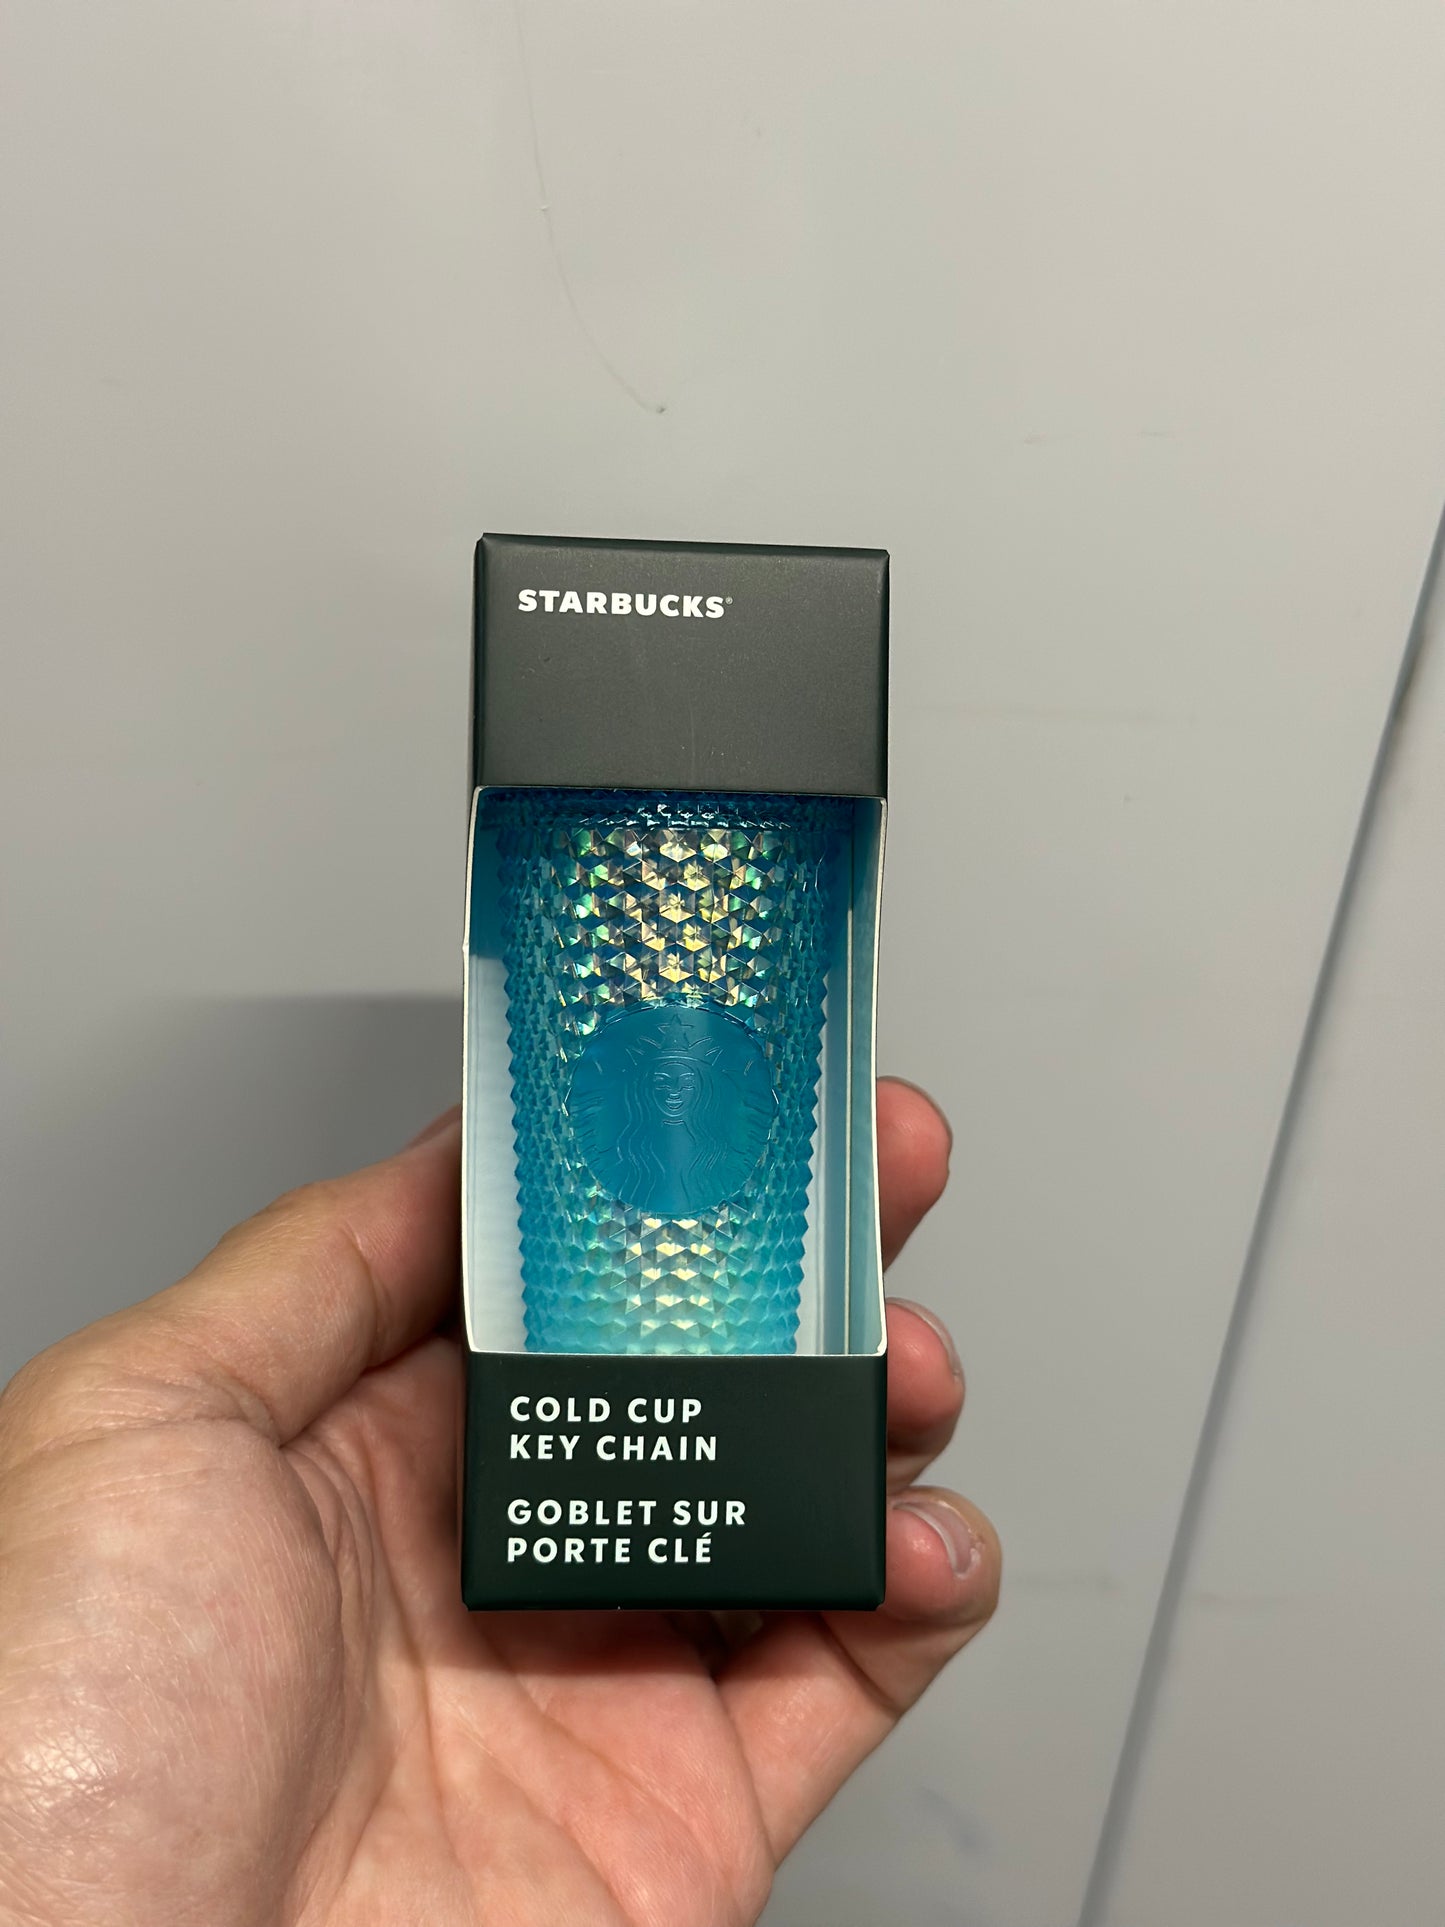 STARBUCKS®
COLD CUP
KEY CHAIN
GOBLET SUR
PORTE CLÉ